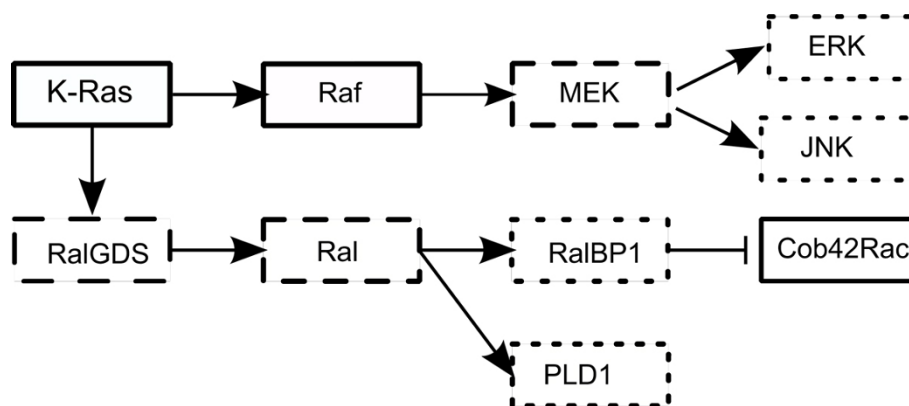 ERK
K-Ras
Raf
MEK
JNK
RalGDS
Ral
RalBP1
Cob42Rac
PLD1